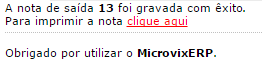 A nota de saída 13 foi gravada com êxito.
Para imprimir a nota clique aqui
Obrigado por utilizar o MicrovixERP.